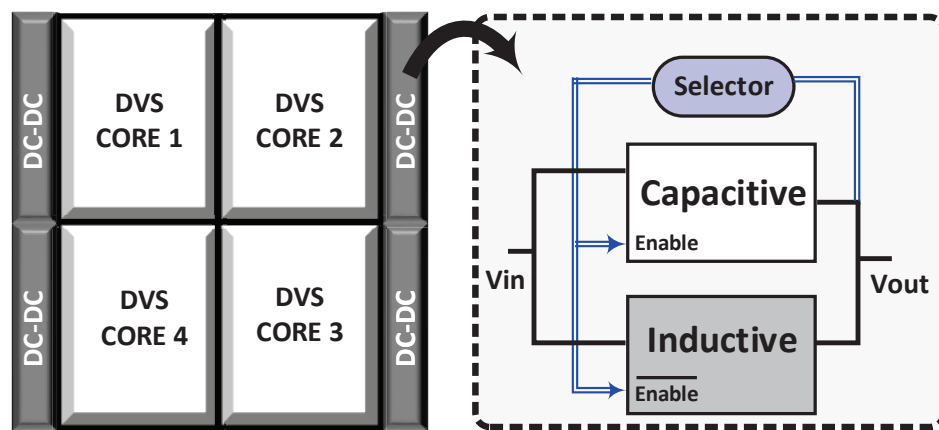 DC-DC
DVS
CORE 1
DVS
CORE 2
DC-DC
DC-DC
DVS
CORE 4
DVS
CORE 3
DC-DC
Selector
Capacitive
Enable
Vin
Vout
Inductive
Enable